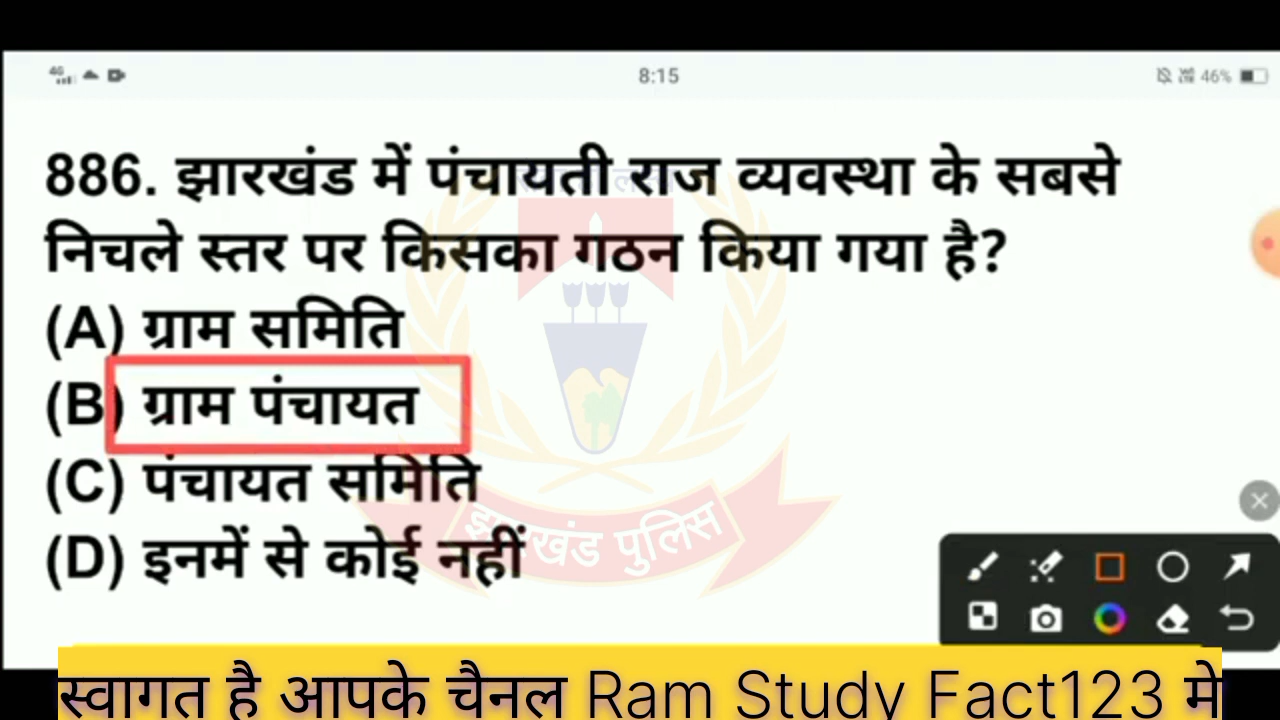 4G
8:15
46%
886. झारखंड में पंचायती राज व्यवस्था के सबसे
निचले स्तर पर किसका गठन किया गया है?
(A) ग्राम समिति
(B) ग्राम पंचायत
(C) पंचायत समिति
(D) इनमें से कोई नहीं
झारखंड पुलिस
स्वागत है आपके चैनल Ram Study Fact123 मे